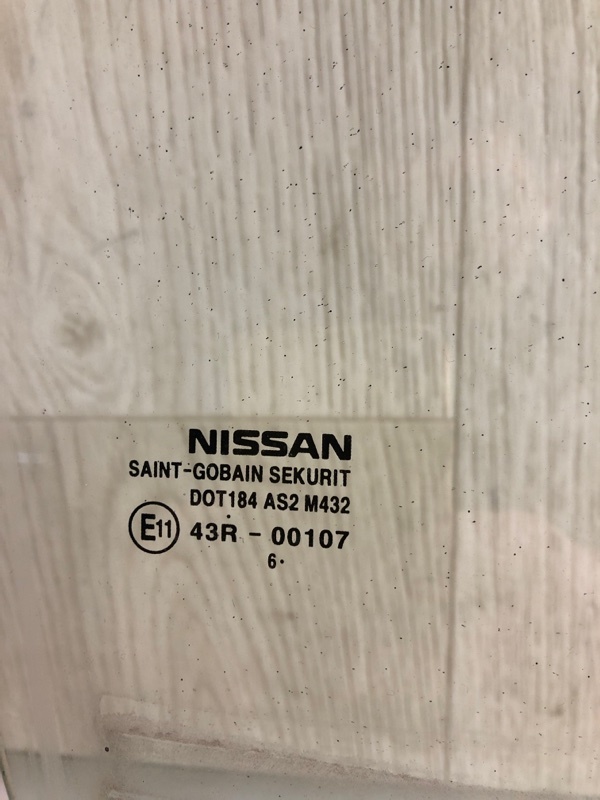 NISSAN
SAINT-GOBAIN SEKURIT
DOT184 AS2 M432
E11 43R - 00107
6·